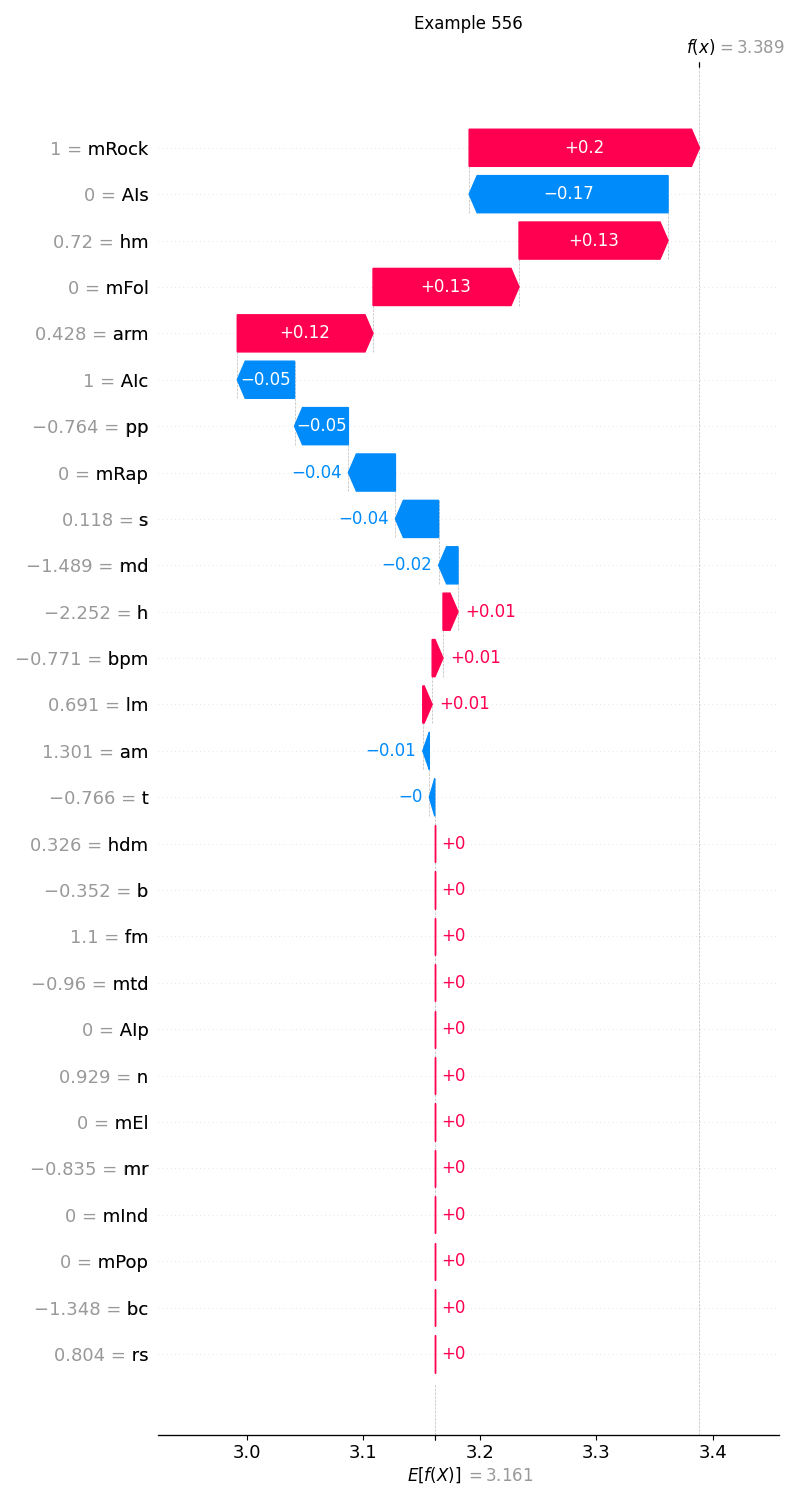 Example 556
f(x) = 3.389
1 = mRock +0.2
0 = AIs −0.17
0.72 = hm +0.13
0 = mFol +0.13
0.428 = arm +0.12
1 = AIc −0.05
−0.764 = pp −0.05
0 = mRap −0.04
0.118 = s −0.04
−1.489 = md −0.02
−2.252 = h +0.01
−0.771 = bpm +0.01
0.691 = lm +0.01
1.301 = am −0.01
−0.766 = t −0
0.326 = hdm +0
−0.352 = b +0
1.1 = fm +0
−0.96 = mtd +0
0 = AIp +0
0.929 = n +0
0 = mEl +0
−0.835 = mr +0
0 = mInd +0
0 = mPop +0
−1.348 = bc +0
0.804 = rs +0
3.0 3.1 3.2 3.3 3.4
E[f(X)] = 3.161